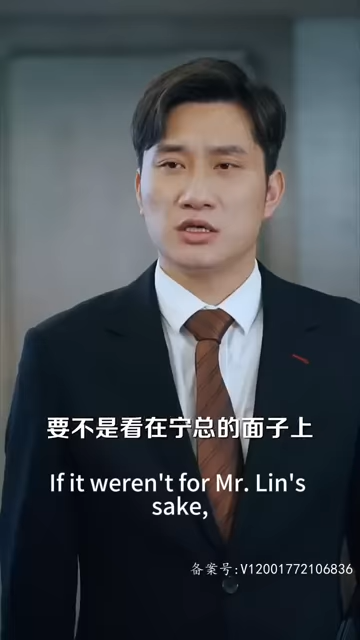 要不是看在宁总的面子上
If it weren't for Mr. Lin's
sake,
备案号:V12001772106836